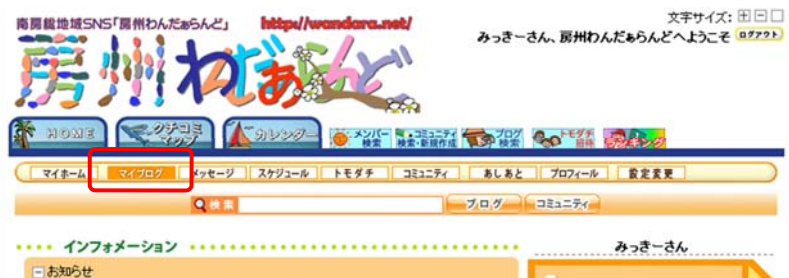 南房総地域SNS「房州わんだぁらんど」 http://wandara.net/
文字サイズ:
みっきーさん、房州わんだぁらんどへようこそ ログアウト
房州わんだぁらんど
HOME クチコミマップ カレンダー メンバー検索 コミュニティ検索・新規作成 ブログ検索 トモダチ招待 ランキング
マイホーム マイブログ メッセージ スケジュール トモダチ コミュニティ あしあと プロフィール 設定変更
検索 ブログ コミュニティ
インフォメーション みっきーさん
お知らせ